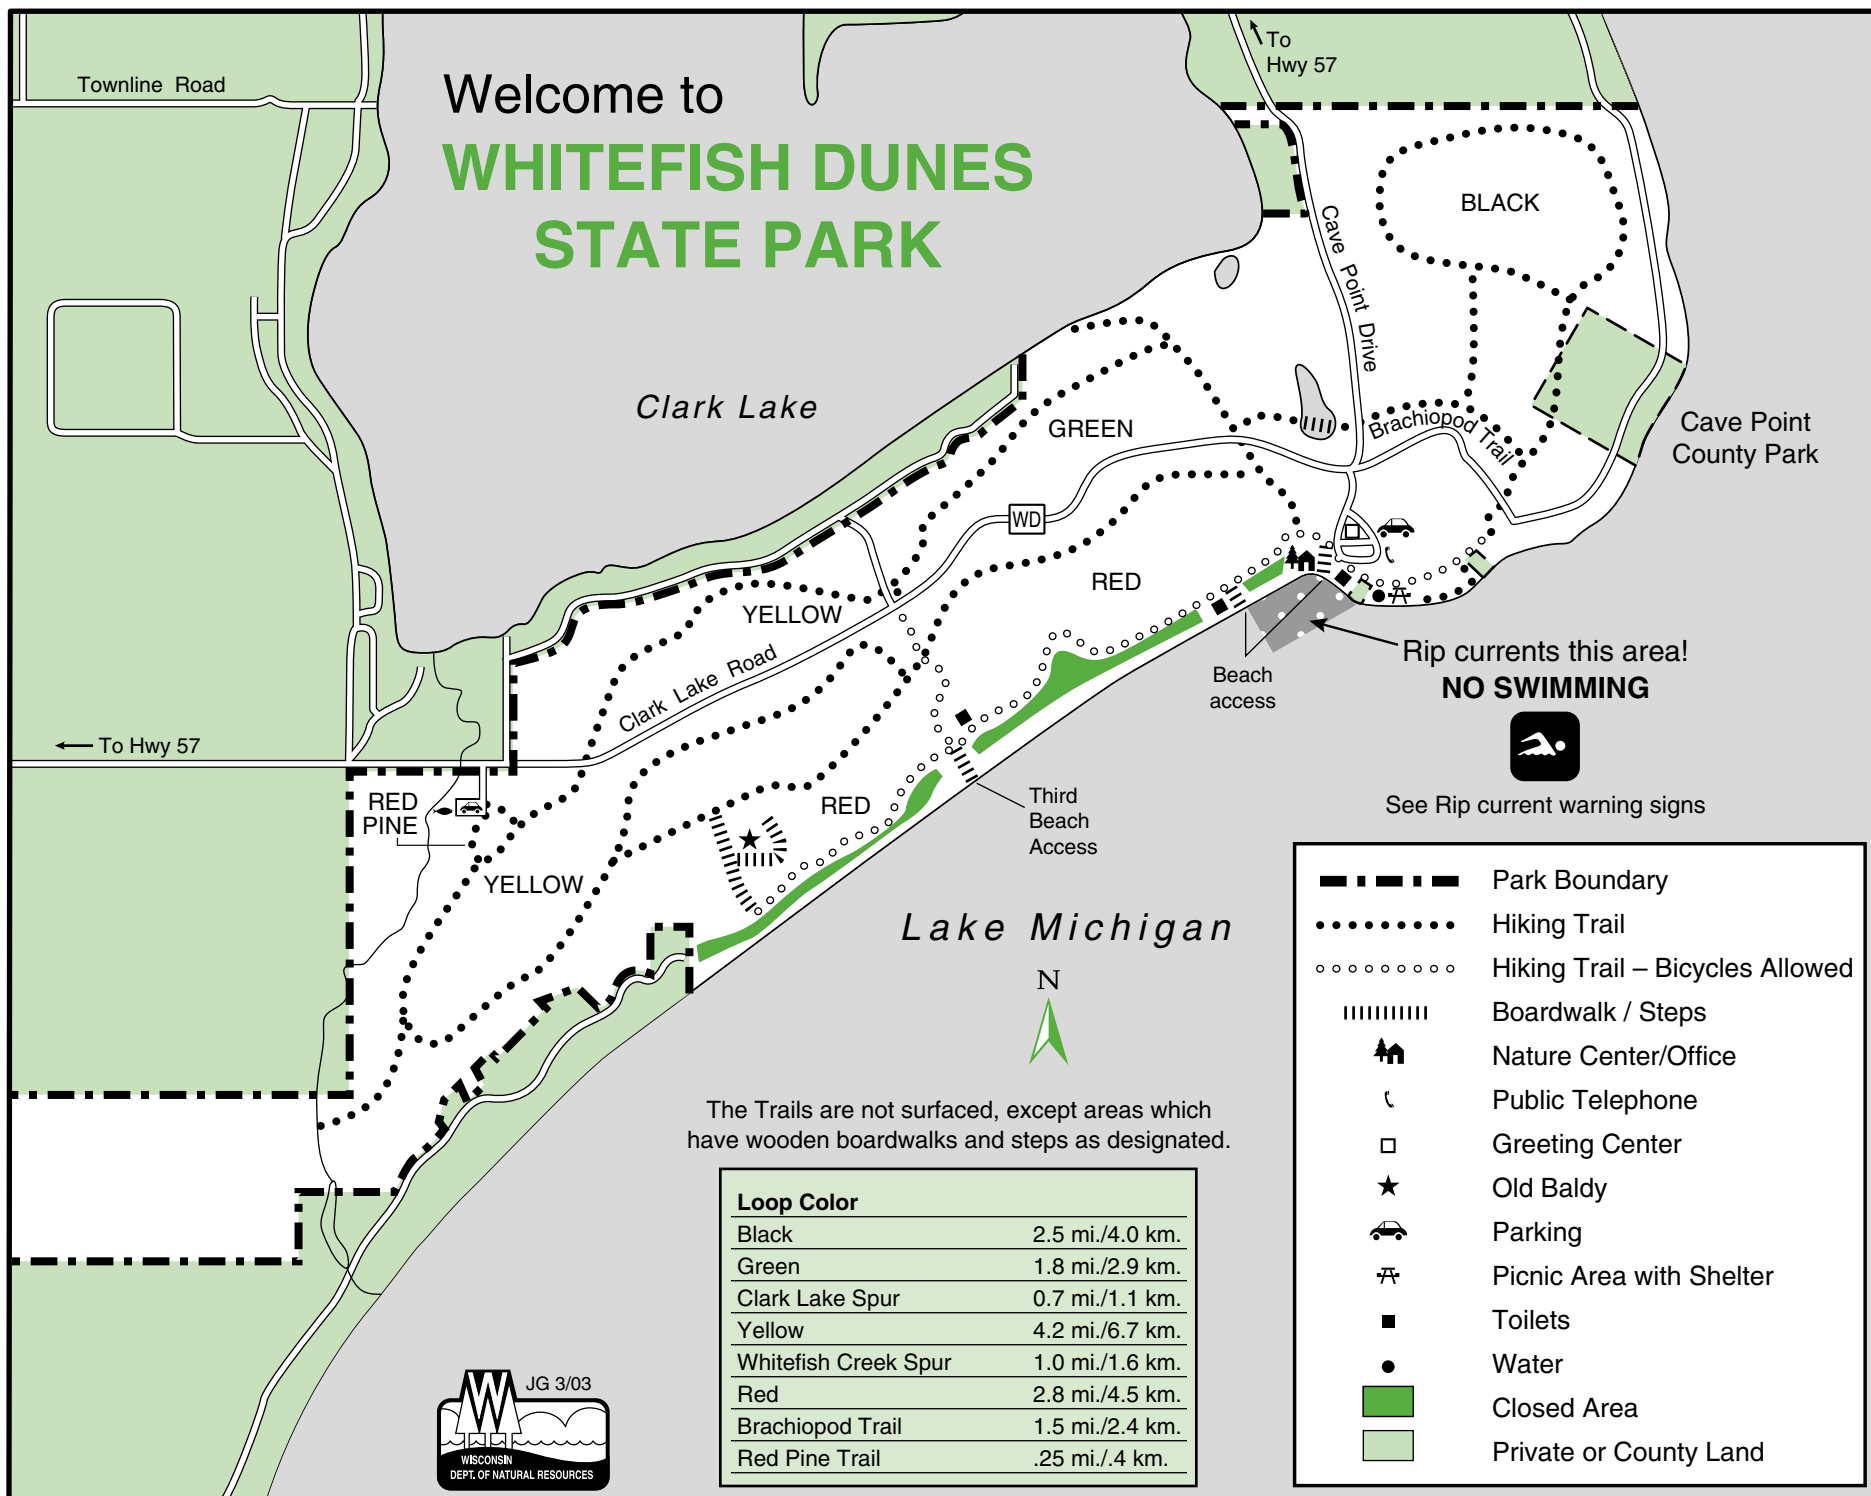 Welcome to
WHITEFISH DUNES
STATE PARK
Townline Road
To
Hwy 57
BLACK
Cave Point Drive
Clark Lake
GREEN
Brachiopod Trail
Cave Point
County Park
WD
RED
YELLOW
Clark Lake Road
Beach
access
Rip currents this area!
NO SWIMMING
See Rip current warning signs
To Hwy 57
RED
PINE
RED
Third
Beach
Access
YELLOW
Lake Michigan
N
The Trails are not surfaced, except areas which
have wooden boardwalks and steps as designated.
Loop Color
Black 2.5 mi./4.0 km.
Green 1.8 mi./2.9 km.
Clark Lake Spur 0.7 mi./1.1 km.
Yellow 4.2 mi./6.7 km.
Whitefish Creek Spur 1.0 mi./1.6 km.
Red 2.8 mi./4.5 km.
Brachiopod Trail 1.5 mi./2.4 km.
Red Pine Trail .25 mi./.4 km.
Park Boundary
Hiking Trail
Hiking Trail – Bicycles Allowed
Boardwalk / Steps
Nature Center/Office
Public Telephone
Greeting Center
Old Baldy
Parking
Picnic Area with Shelter
Toilets
Water
Closed Area
Private or County Land
JG 3/03
W
WISCONSIN
DEPT. OF NATURAL RESOURCES